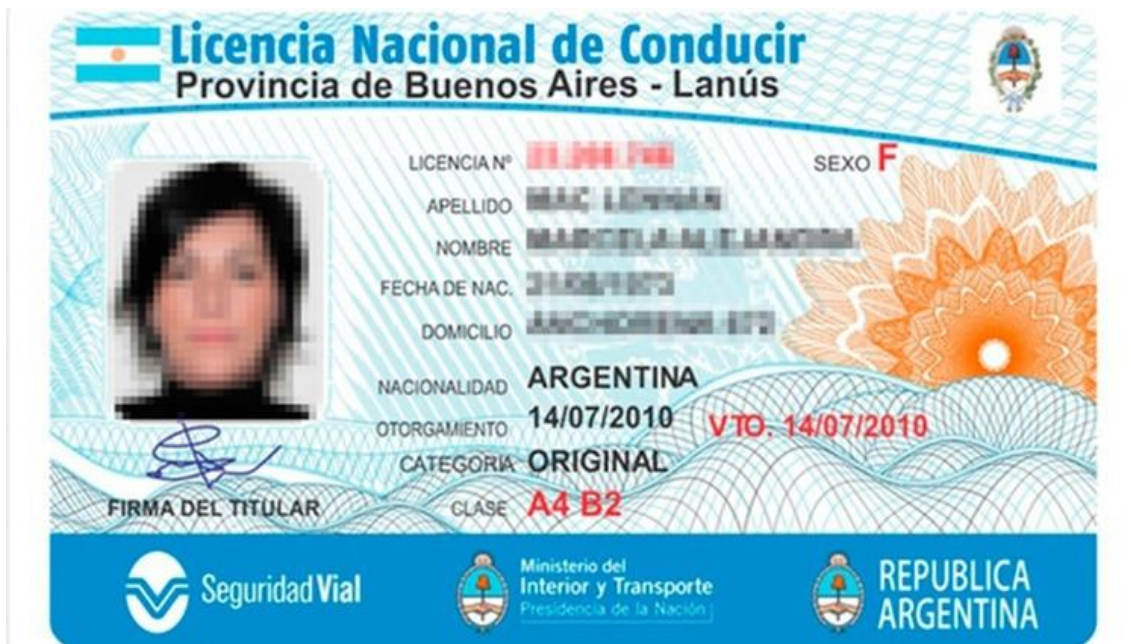 Licencia Nacional de Conducir
Provincia de Buenos Aires - Lanús
LICENCIA Nº
SEXO F
APELLIDO
NOMBRE
FECHA DE NAC.
DOMICILIO
NACIONALIDAD ARGENTINA
OTORGAMIENTO 14/07/2010 VTO. 14/07/2010
CATEGORIA ORIGINAL
CLASE A4 B2
FIRMA DEL TITULAR
Seguridad Vial
Ministerio del
Interior y Transporte
Presidencia de la Nación
REPUBLICA
ARGENTINA